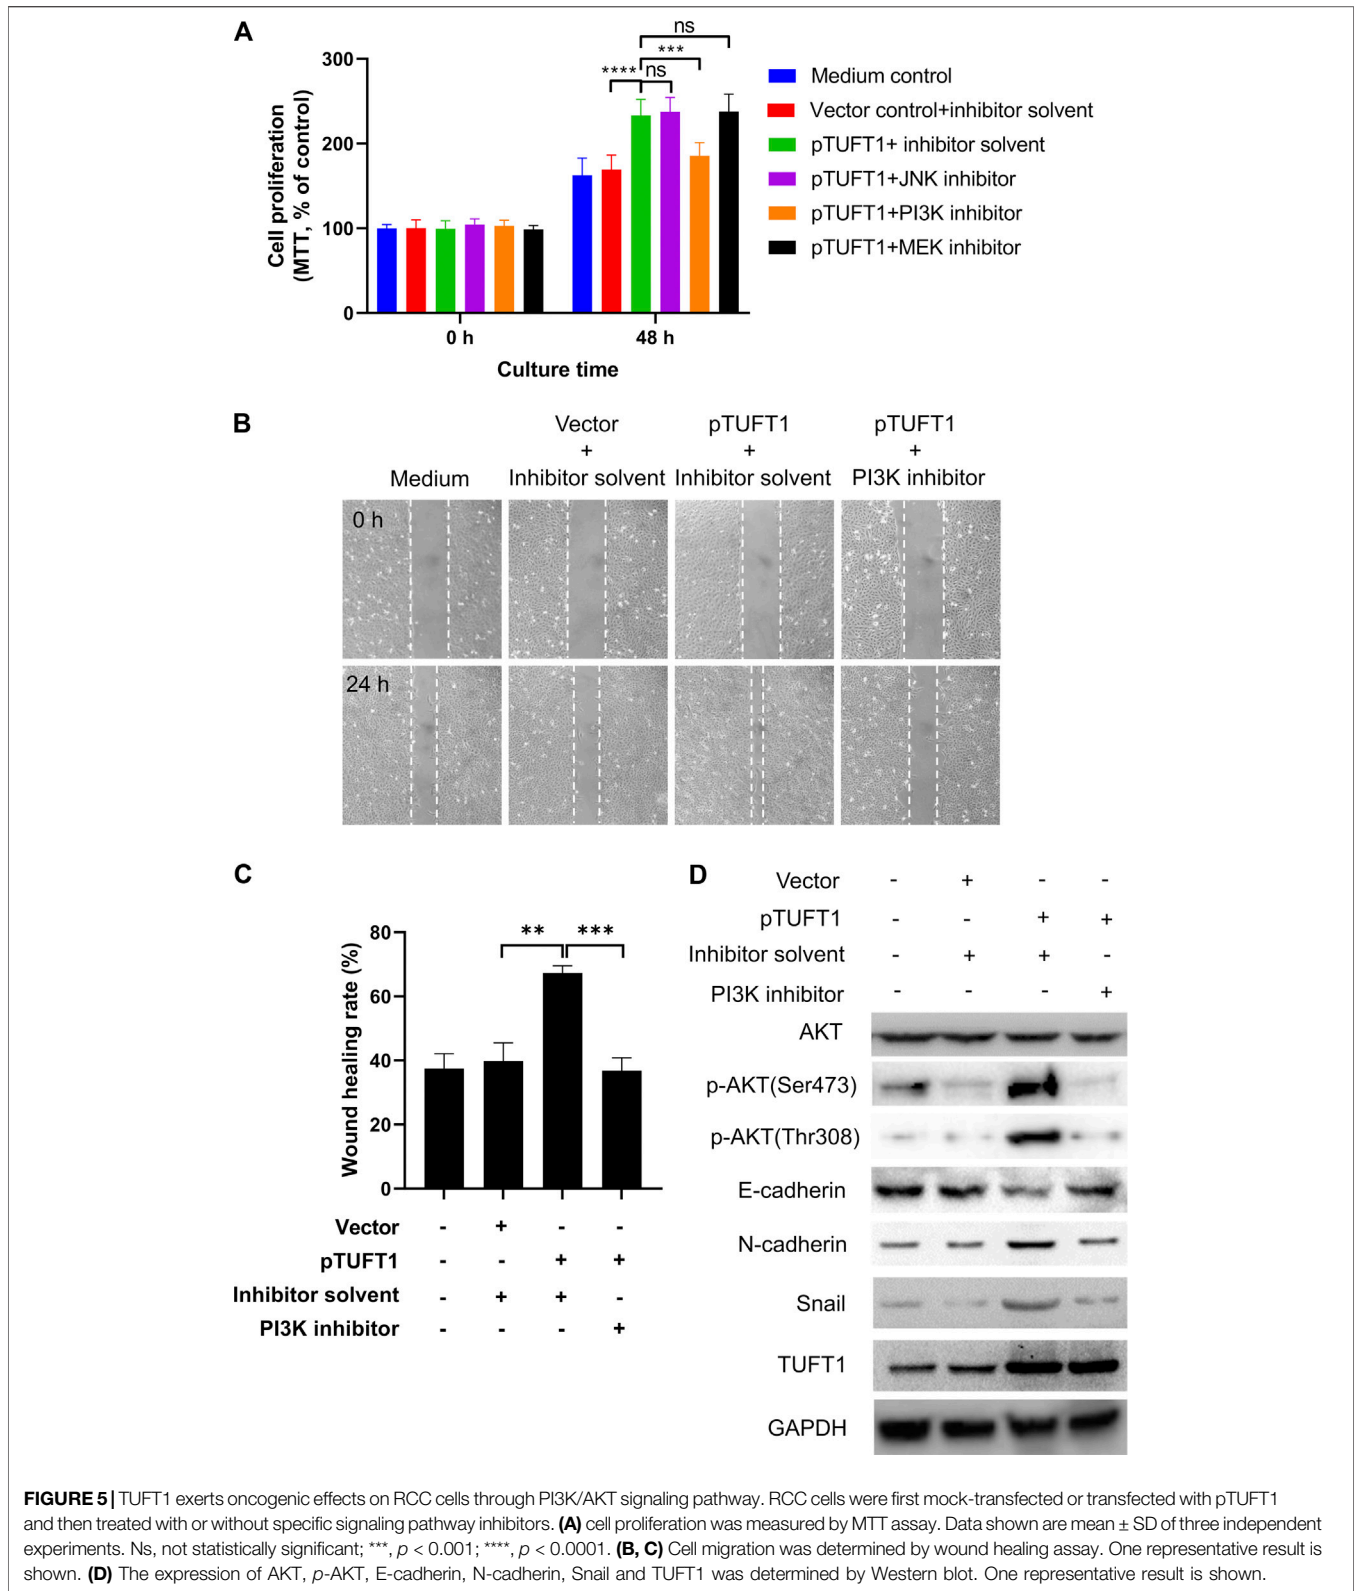 A
Cell proliferation
(MTT, % of control)
300
200
100
0
ns
***
**** ns
0 h 48 h
Culture time
Medium control
Vector control+inhibitor solvent
pTUFT1+ inhibitor solvent
pTUFT1+JNK inhibitor
pTUFT1+PI3K inhibitor
pTUFT1+MEK inhibitor
B
Medium
Vector
+
Inhibitor solvent
pTUFT1
+
Inhibitor solvent
pTUFT1
+
PI3K inhibitor
0 h
24 h
C
Wound healing rate (%)
80
60
40
20
0
** ***
Vector - + - -
pTUFT1 - - + +
Inhibitor solvent - + + -
PI3K inhibitor - - - +
D
Vector - + - -
pTUFT1 - - + +
Inhibitor solvent - + + -
PI3K inhibitor - - - +
AKT
p-AKT(Ser473)
p-AKT(Thr308)
E-cadherin
N-cadherin
Snail
TUFT1
GAPDH
FIGURE 5 | TUFT1 exerts oncogenic effects on RCC cells through PI3K/AKT signaling pathway. RCC cells were first mock-transfected or transfected with pTUFT1
and then treated with or without specific signaling pathway inhibitors. (A) cell proliferation was measured by MTT assay. Data shown are mean ± SD of three independent
experiments. Ns, not statistically significant; ***, p < 0.001; ****, p < 0.0001. (B, C) Cell migration was determined by wound healing assay. One representative result is
shown. (D) The expression of AKT, p-AKT, E-cadherin, N-cadherin, Snail and TUFT1 was determined by Western blot. One representative result is shown.